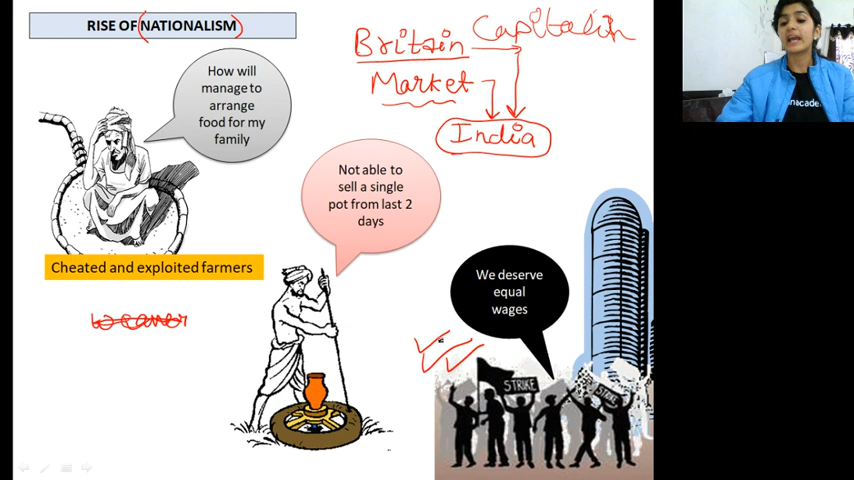 RISE OF NATIONALISM
Britain Capitalism
Market
India
How will
manage to
arrange
food for my
family
Not able to
sell a single
pot from last 2
days
Cheated and exploited farmers
We deserve
equal
wages
STRIKE
STRIKE
nacade